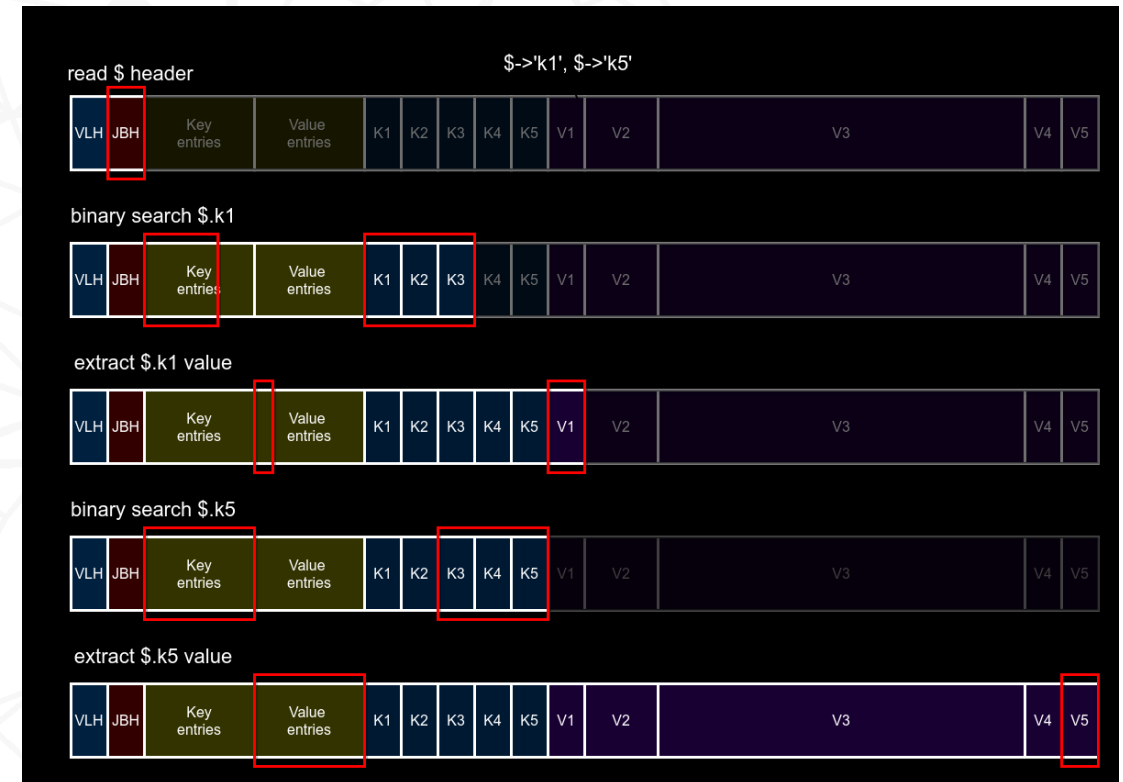 $->'k1', $->'k5'
read $ header
VLH JBH Key entries Value entries K1 K2 K3 K4 K5 V1 V2 V3 V4 V5
binary search $.k1
VLH JBH Key entries Value entries K1 K2 K3 K4 K5 V1 V2 V3 V4 V5
extract $.k1 value
VLH JBH Key entries Value entries K1 K2 K3 K4 K5 V1 V2 V3 V4 V5
binary search $.k5
VLH JBH Key entries Value entries K1 K2 K3 K4 K5 V1 V2 V3 V4 V5
extract $.k5 value
VLH JBH Key entries Value entries K1 K2 K3 K4 K5 V1 V2 V3 V4 V5